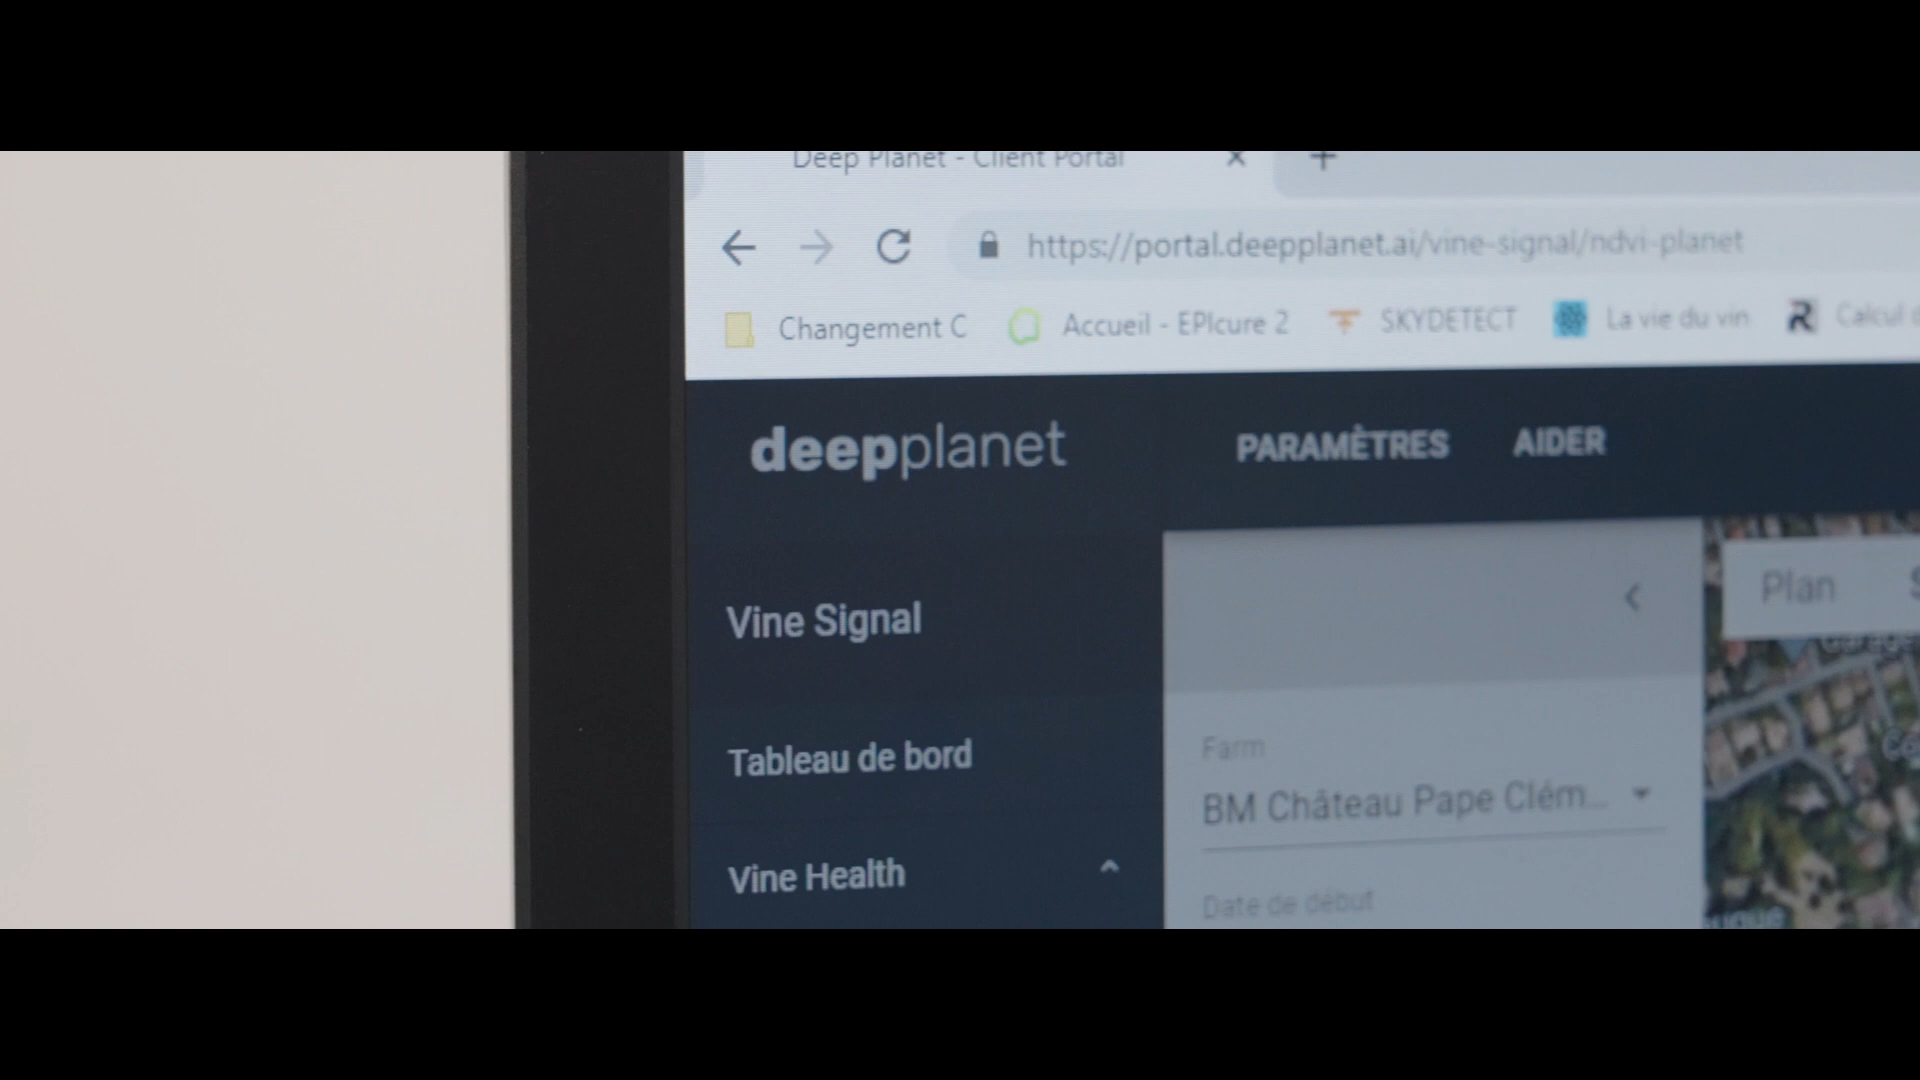 Deep Planet - Client Portal
https://portal.deepplanet.ai/vine-signal/ndvi-planet
Changement C
Accueil - EPIcure 2
SKYDETECT
La vie du vin
Calcul
deepplanet
PARAMÈTRES
AIDER
Plan
Vine Signal
Garage
Farm
Tableau de bord
BM Château Pape Clém...
Vine Health
Date de début